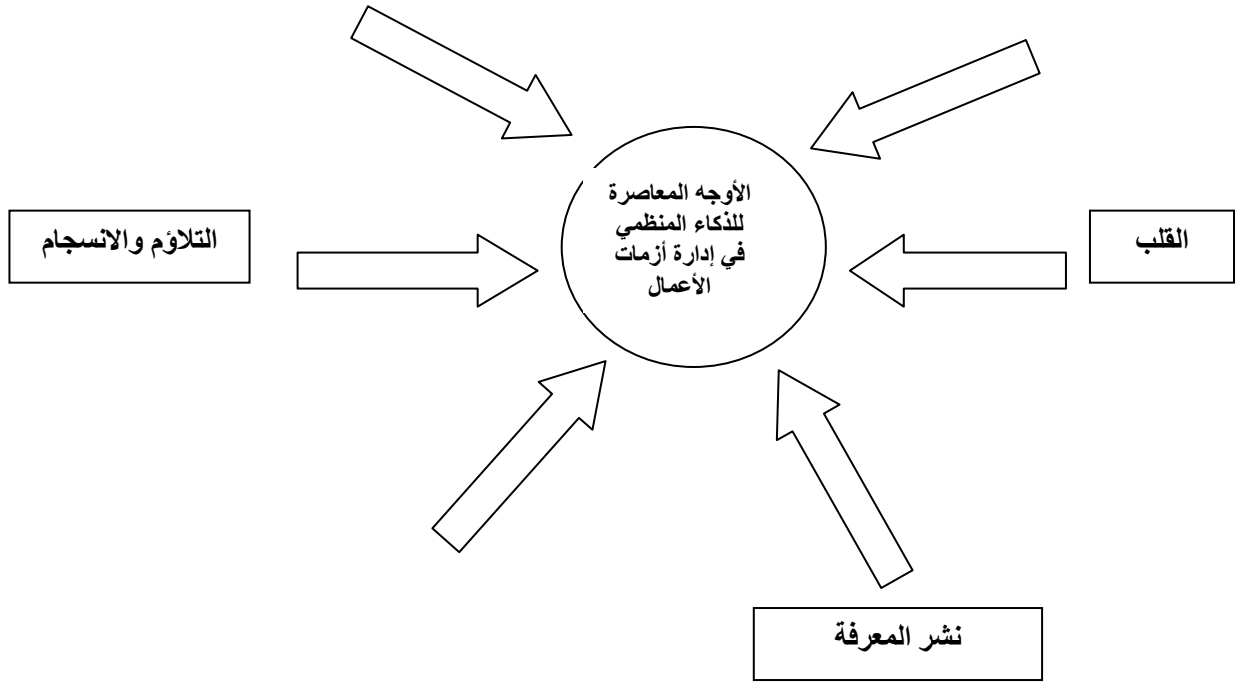 الأوجه المعاصرة
للذكاء المنظمي
في إدارة أزمات
الأعمال
القلب
التلاؤم والانسجام
نشر المعرفة